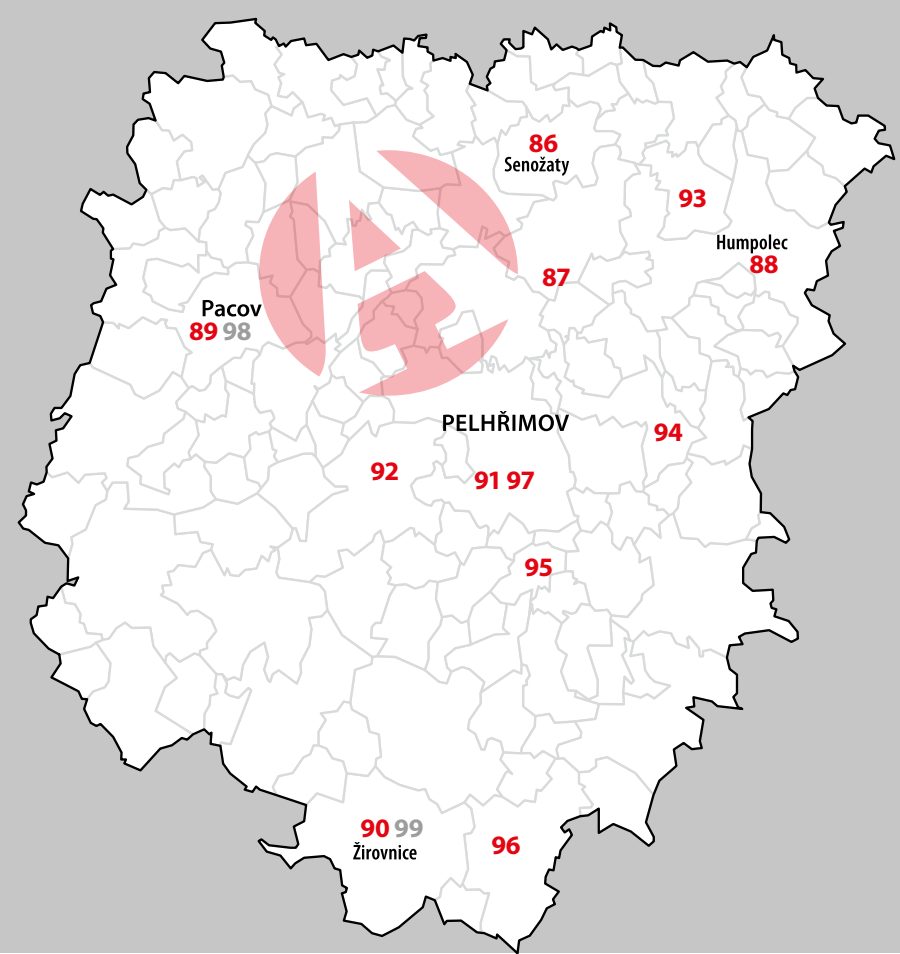 86
Senožaty
93
Humpolec
88
87
Pacov
89 98
PELHŘIMOV
94
92
91 97
95
90 99
Žirovnice
96